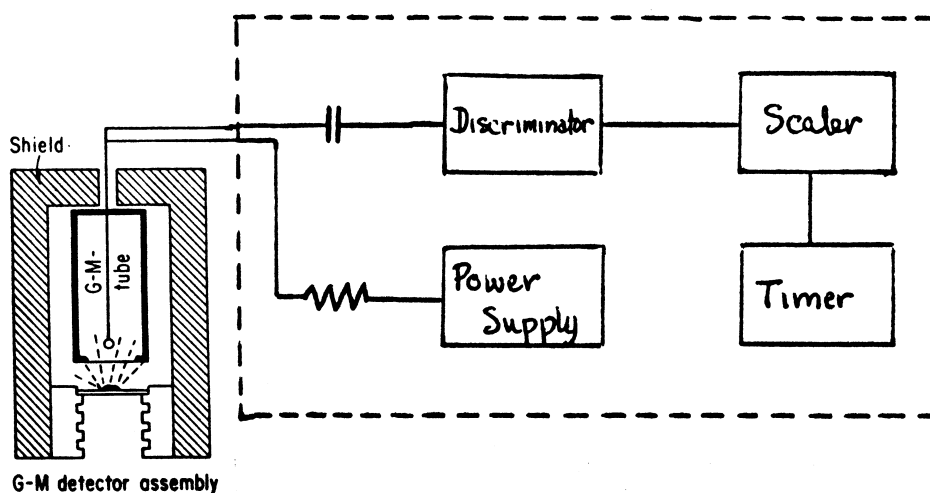 Shield
G-M-
tube
Discriminator
Scaler
Power
Supply
Timer
G-M detector assembly